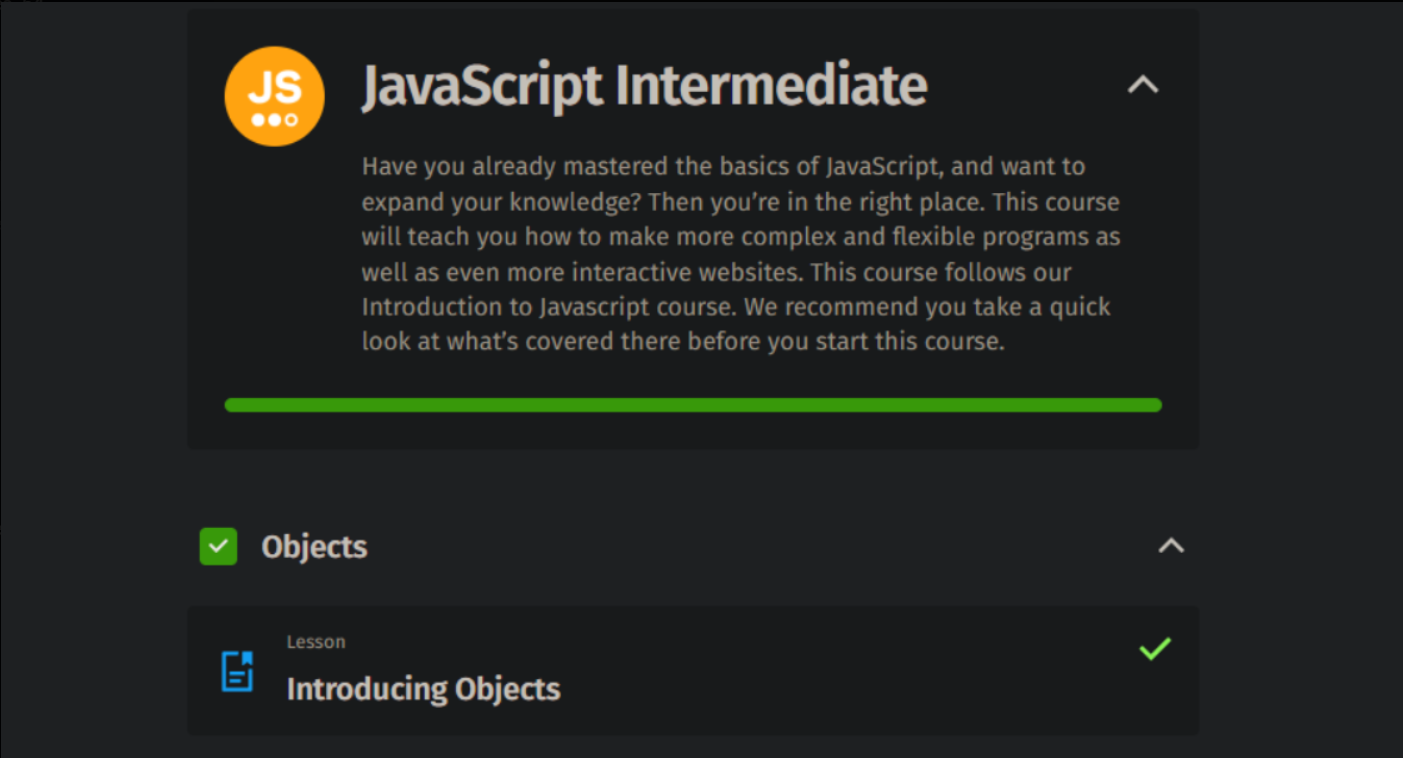 JS
JavaScript Intermediate
Have you already mastered the basics of JavaScript, and want to
expand your knowledge? Then you’re in the right place. This course
will teach you how to make more complex and flexible programs as
well as even more interactive websites. This course follows our
Introduction to Javascript course. We recommend you take a quick
look at what’s covered there before you start this course.
Objects
Lesson
Introducing Objects